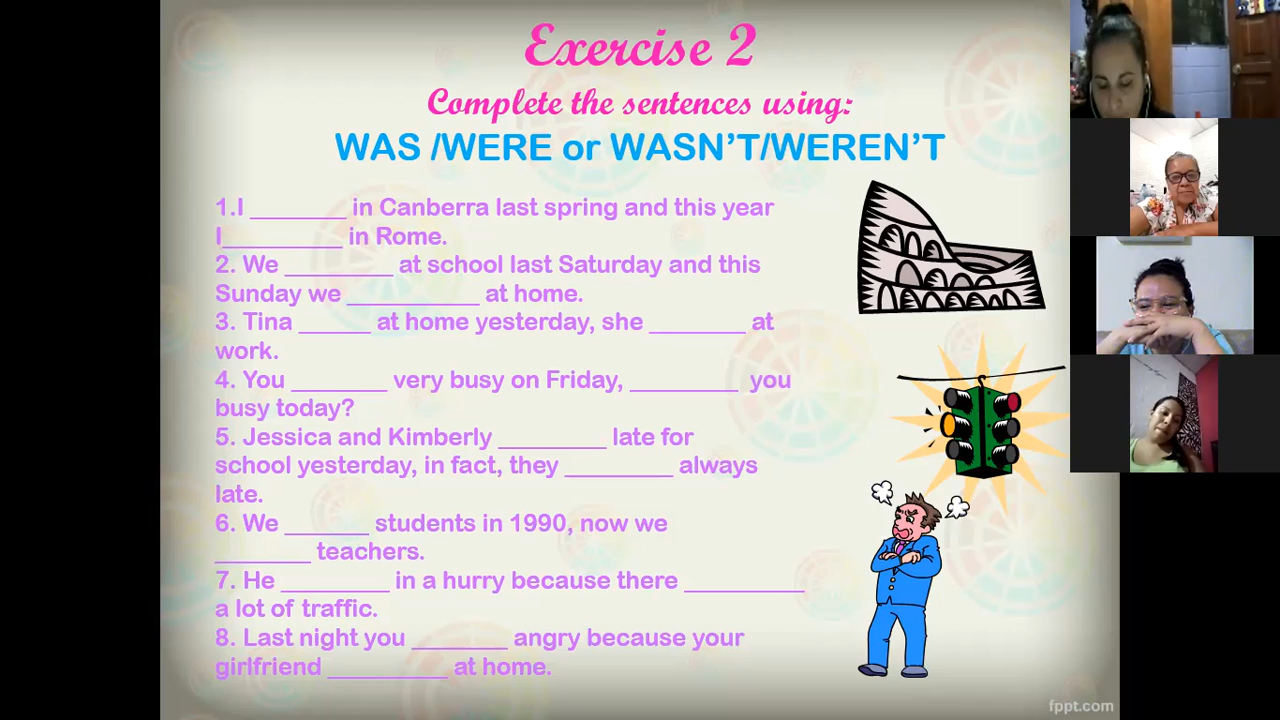 Exercise 2
Complete the sentences using:
WAS /WERE or WASN'T/WEREN'T
1.I ________ in Canberra last spring and this year
I__________ in Rome.
2. We _________ at school last Saturday and this
Sunday we ___________ at home.
3. Tina ______ at home yesterday, she ________ at
work.
4. You ________ very busy on Friday, _________ you
busy today?
5. Jessica and Kimberly _________ late for
school yesterday, in fact, they _________ always
late.
6. We _______ students in 1990, now we
________ teachers.
7. He _________ in a hurry because there __________
a lot of traffic.
8. Last night you ________ angry because your
girlfriend __________ at home.
fppt.com